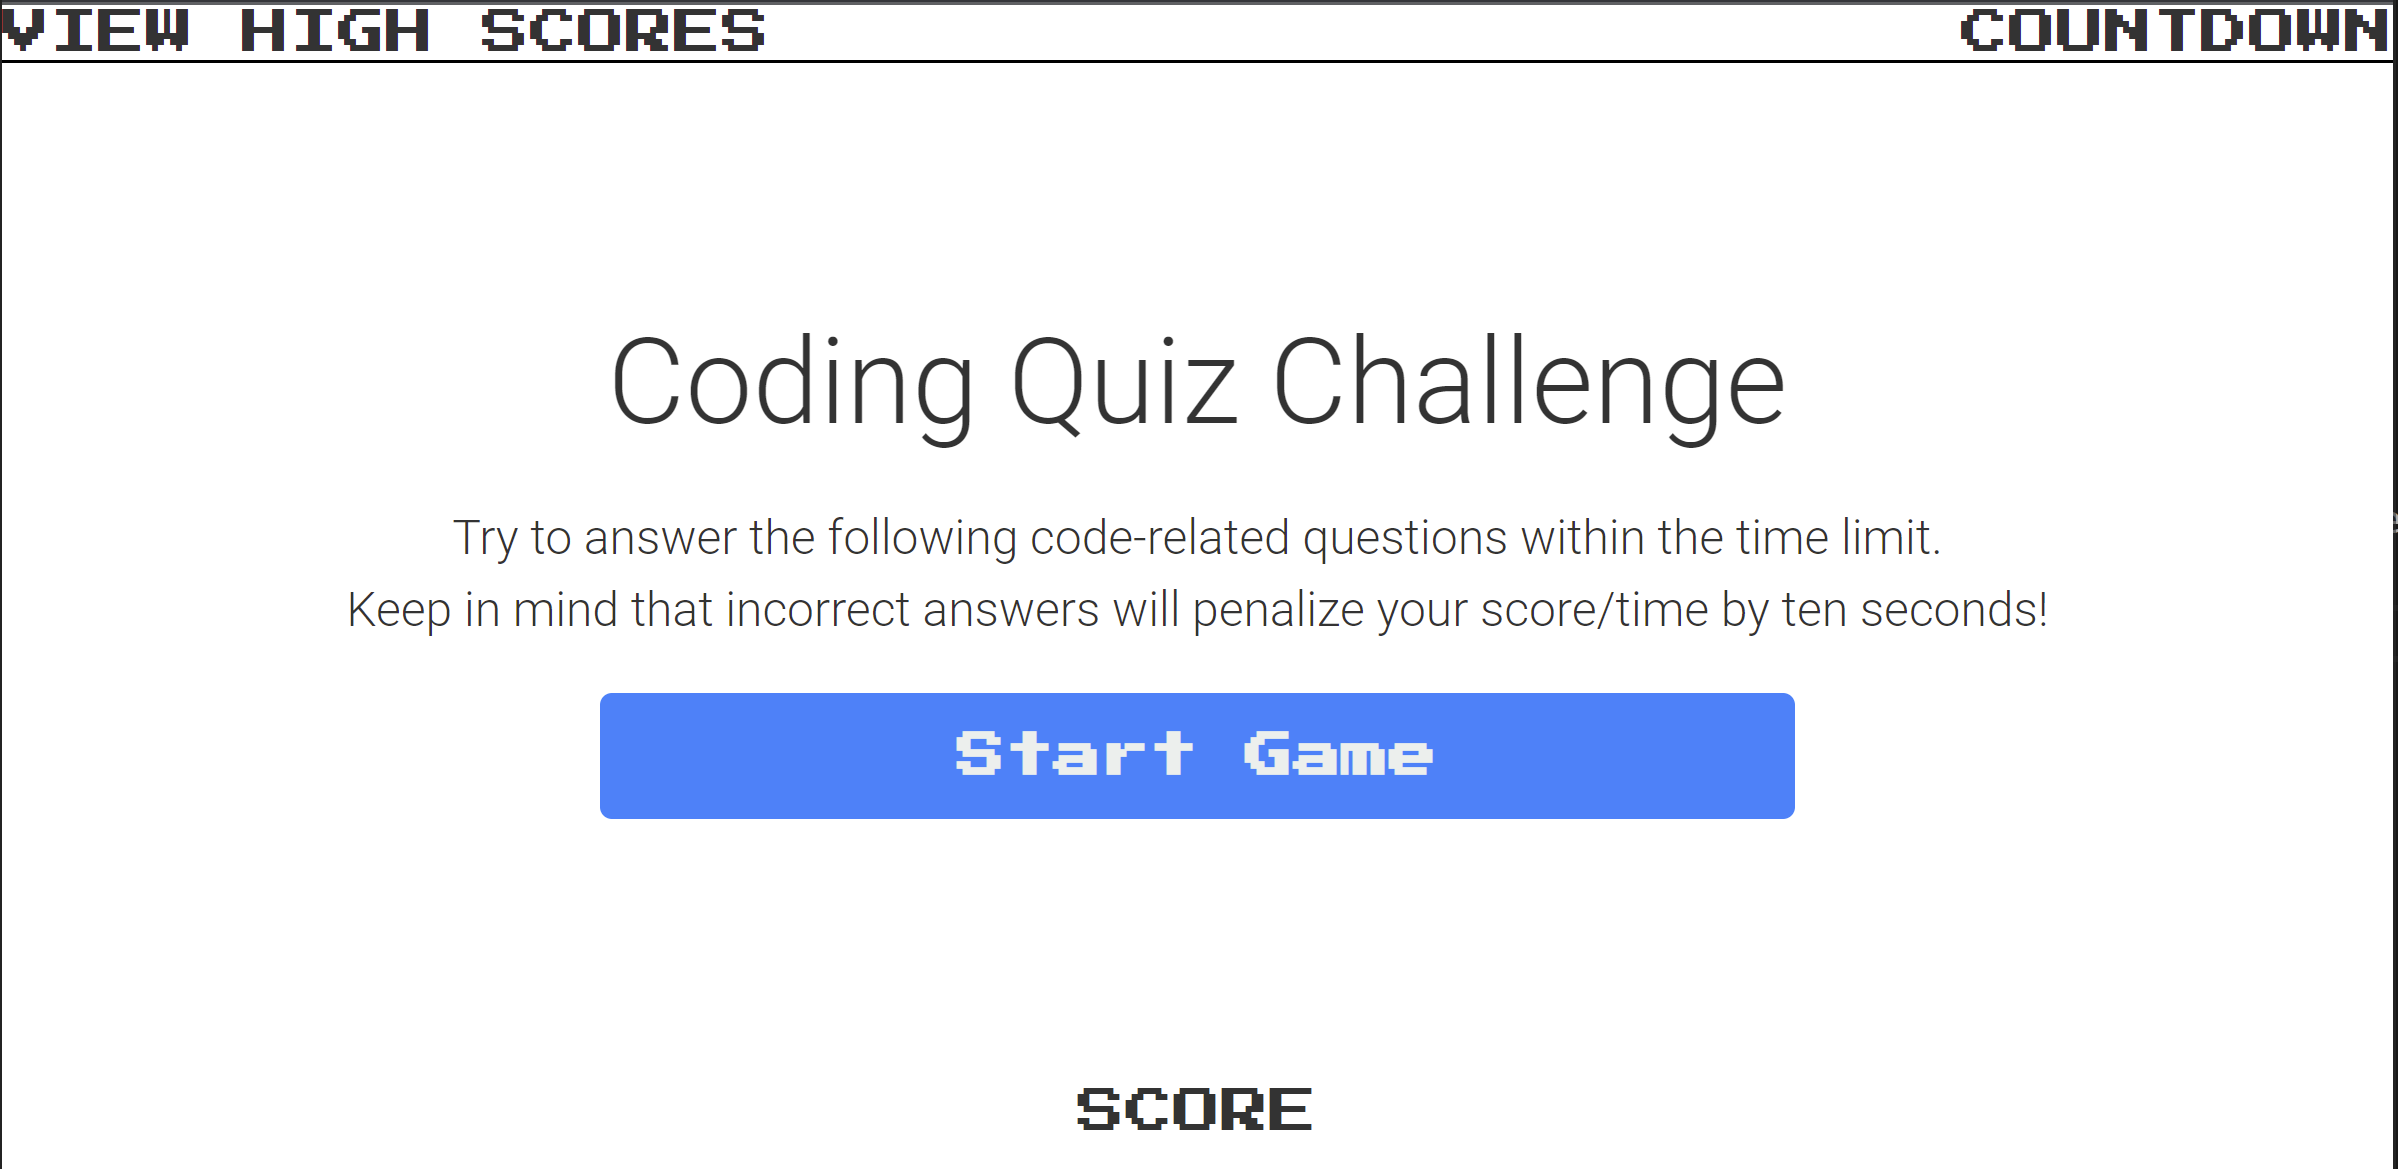 VIEW HIGH SCORES
COUNTDOWN
Coding Quiz Challenge
Try to answer the following code-related questions within the time limit.
Keep in mind that incorrect answers will penalize your score/time by ten seconds!
Start Game
SCORE